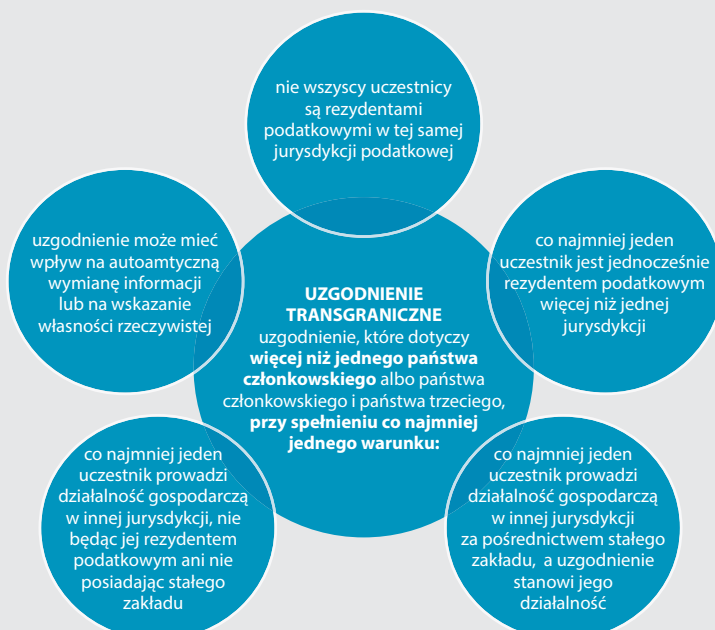 nie wszyscy uczestnicy
są rezydentami
podatkowymi w tej samej
jurysdykcji podatkowej
uzgodnienie może mieć
wpływ na autoamtyczną
wymianę informacji
lub na wskazanie
własności rzeczywistej
co najmniej jeden
uczestnik jest jednocześnie
rezydentem podatkowym
więcej niż jednej
jurysdykcji
UZGODNIENIE
TRANSGRANICZNE
uzgodnienie, które dotyczy
więcej niż jednego państwa
członkowskiego albo państwa
członkowskiego i państwa trzeciego,
przy spełnieniu co najmniej
jednego warunku:
co najmniej jeden
uczestnik prowadzi
działalność gospodarczą
w innej jurysdykcji, nie
będąc jej rezydentem
podatkowym ani nie
posiadając stałego
zakładu
co najmniej jeden
uczestnik prowadzi
działalność gospodarczą
w innej jurysdykcji
za pośrednictwem stałego
zakładu, a uzgodnienie
stanowi jego
działalność